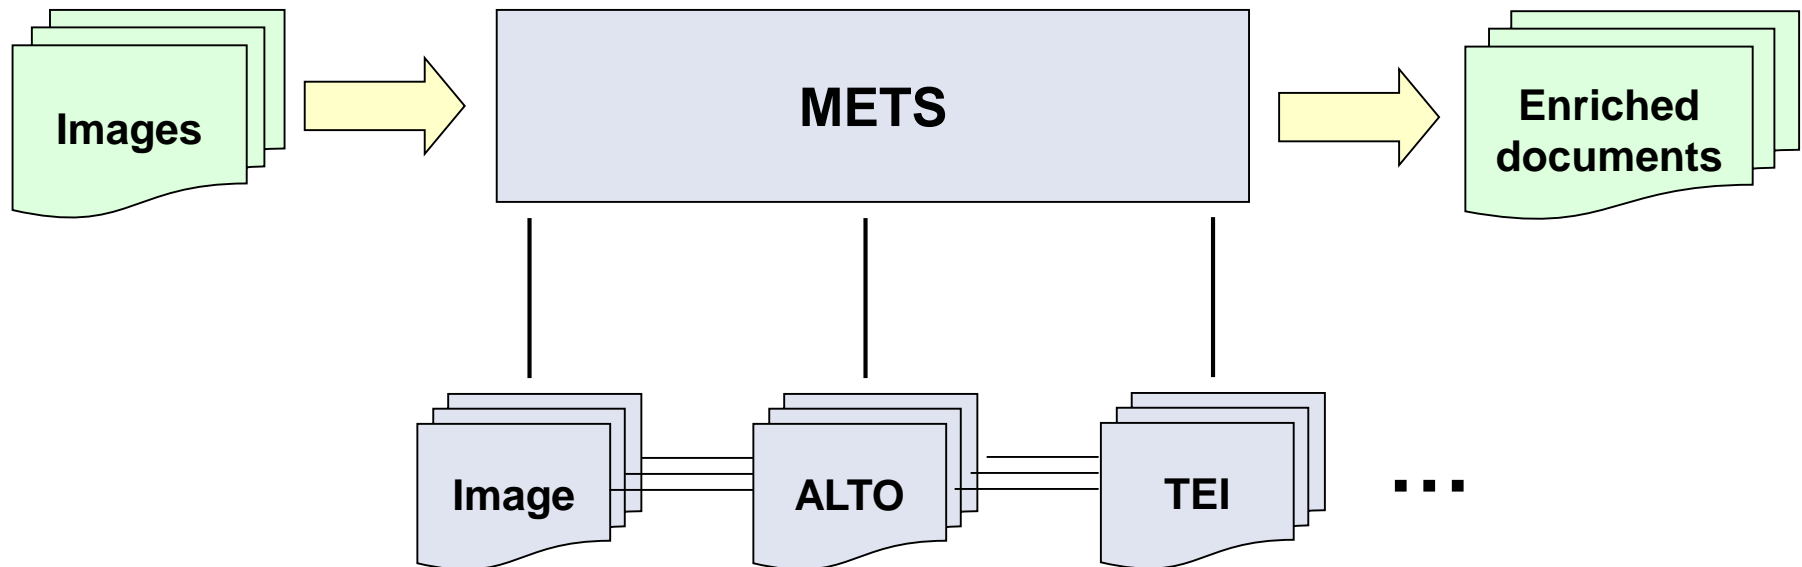 Images
METS
Enriched
documents
Image
ALTO
TEI
...